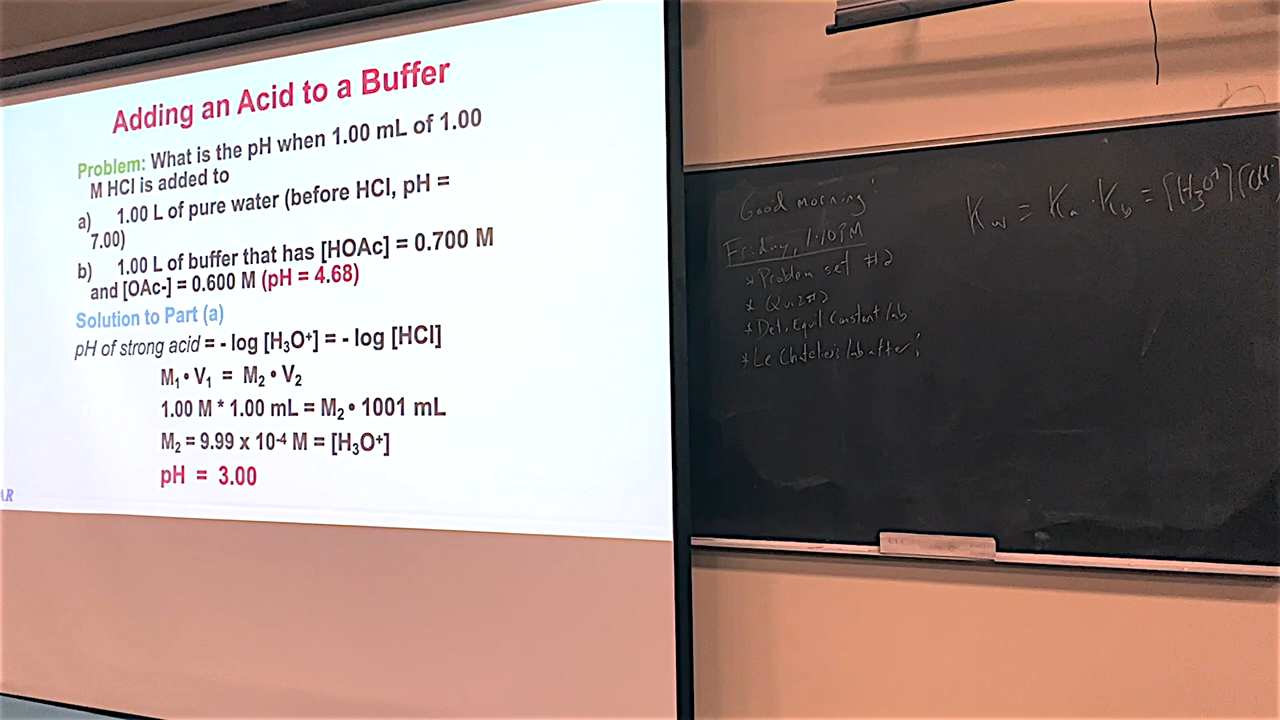 Adding an Acid to a Buffer
Problem: What is the pH when 1.00 mL of 1.00
M HCl is added to
a) 1.00 L of pure water (before HCl, pH =
7.00)
b) 1.00 L of buffer that has [HOAc] = 0.700 M
and [OAc-] = 0.600 M (pH = 4.68)
Solution to Part (a)
pH of strong acid = - log [H₃O⁺] = - log [HCl]
M₁ • V₁ = M₂ • V₂
1.00 M * 1.00 mL = M₂ • 1001 mL
M₂ = 9.99 x 10⁻⁴ M = [H₃O⁺]
pH = 3.00
AR
Good morning!
Friday, 1:10PM
* Problem set #2
* Quiz #2
* Det. Equil Constant lab
* Le Chatelier's lab after!
Kw = Ka · Kb = [H₃O⁺][OH⁻]